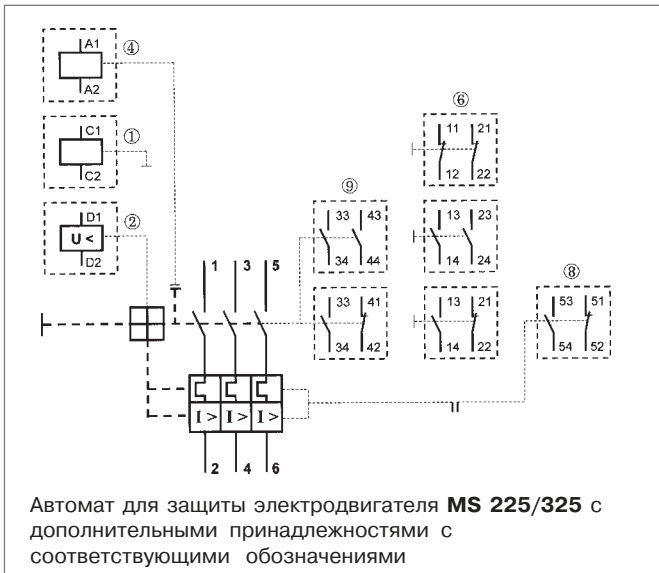 A1 ④
A2
⑥
C1 ① 11 21
C2 12 22
⑨
D1 ② 33 43 13 23
U <
D2 34 44 14 24
⑧
1 3 5
33 41 13 21 53 51
34 42 14 22 54 52
I > I > I >
2 4 6
Автомат для защиты электродвигателя MS 225/325 с
дополнительными принадлежностями с
соответствующими обозначениями